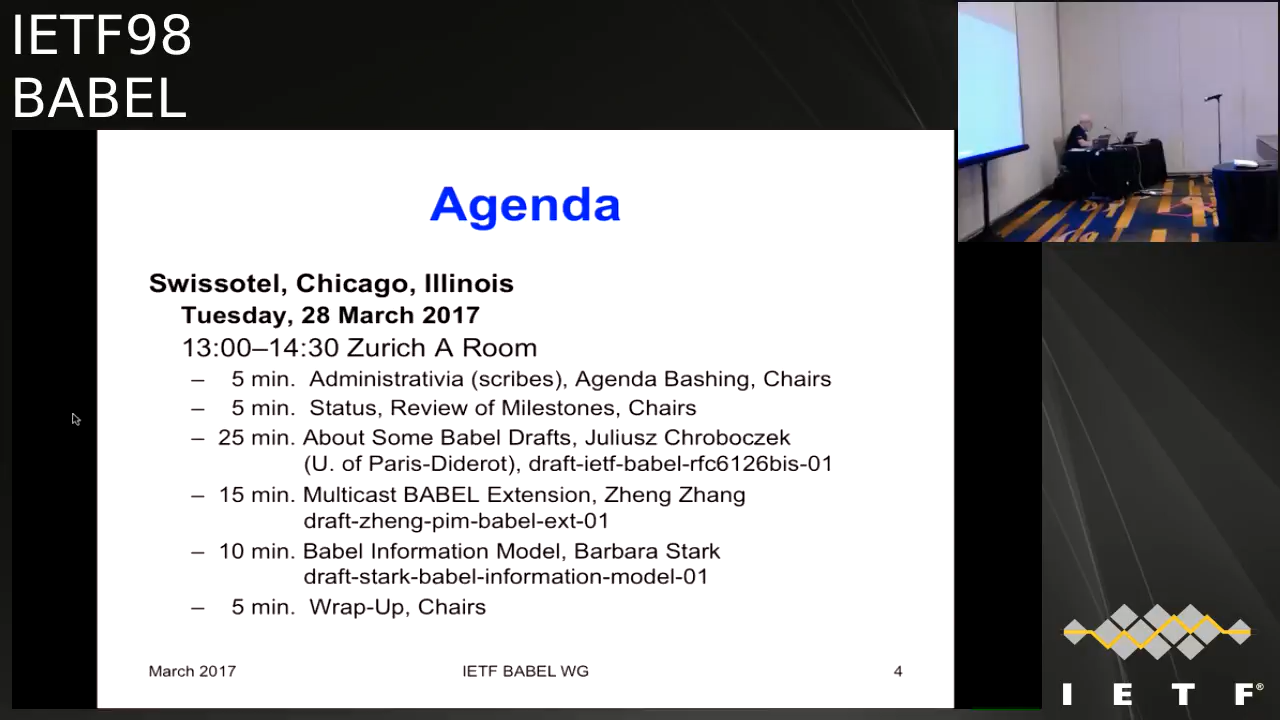 IETF98
BABEL
Agenda
Swissotel, Chicago, Illinois
Tuesday, 28 March 2017
13:00–14:30 Zurich A Room
– 5 min. Administrativia (scribes), Agenda Bashing, Chairs
– 5 min. Status, Review of Milestones, Chairs
– 25 min. About Some Babel Drafts, Juliusz Chroboczek
(U. of Paris-Diderot), draft-ietf-babel-rfc6126bis-01
– 15 min. Multicast BABEL Extension, Zheng Zhang
draft-zheng-pim-babel-ext-01
– 10 min. Babel Information Model, Barbara Stark
draft-stark-babel-information-model-01
– 5 min. Wrap-Up, Chairs
March 2017 IETF BABEL WG 4
I E T F®